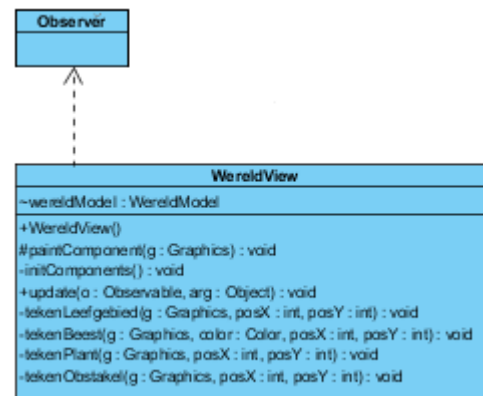 Observer
WereldView
~wereldModel : WereldModel
+WereldView()
#paintComponent(g : Graphics) : void
-initComponents() : void
+update(o : Observable, arg : Object) : void
-tekenLeefgebied(g : Graphics, posX : int, posY : int) : void
-tekenBeest(g : Graphics, color : Color, posX : int, posY : int) : void
-tekenPlant(g : Graphics, posX : int, posY : int) : void
-tekenObstakel(g : Graphics, posX : int, posY : int) : void